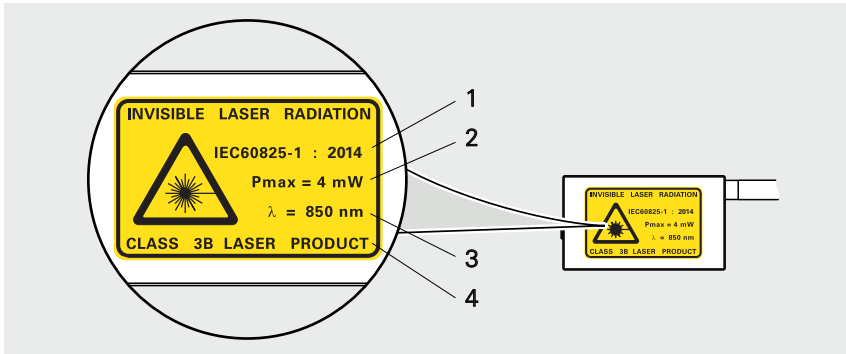 INVISIBLE LASER RADIATION
IEC60825-1 : 2014
Pmax = 4 mW
λ = 850 nm
CLASS 3B LASER PRODUCT
1
2
3
4
INVISIBLE LASER RADIATION
IEC60825-1 : 2014
Pmax = 4 mW
λ = 850 nm
CLASS 3B LASER PRODUCT